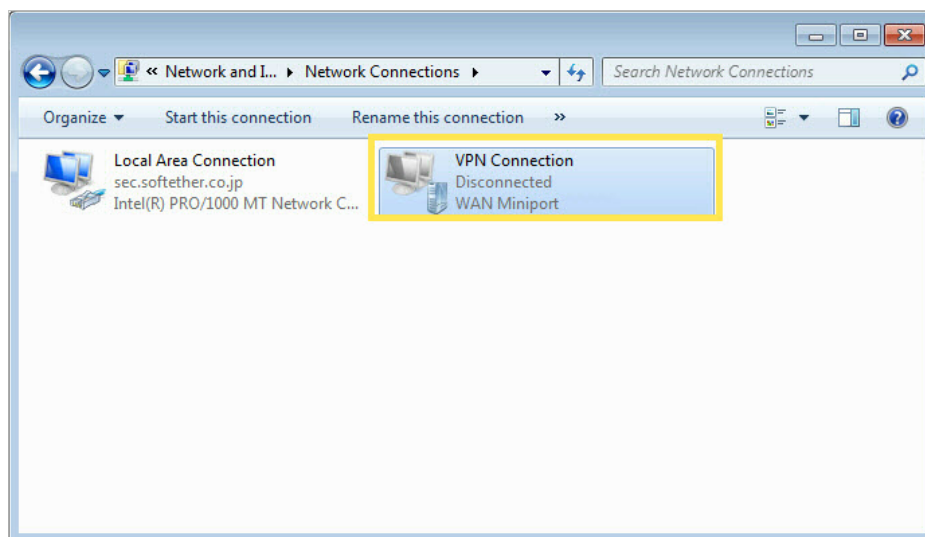 « Network and I... ▸ Network Connections ▸
Search Network Connections
Organize ▾ Start this connection Rename this connection »
Local Area Connection
sec.softether.co.jp
Intel(R) PRO/1000 MT Network C...
VPN Connection
Disconnected
WAN Miniport